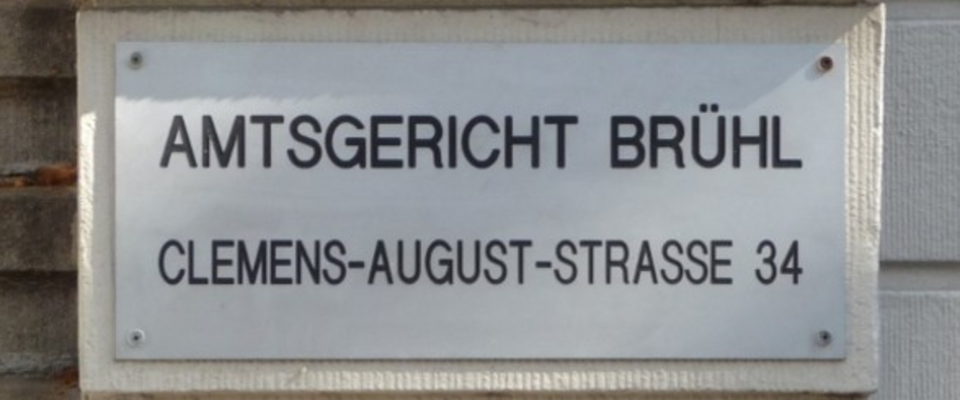 AMTSGERICHT BRÜHL
CLEMENS-AUGUST-STRASSE 34